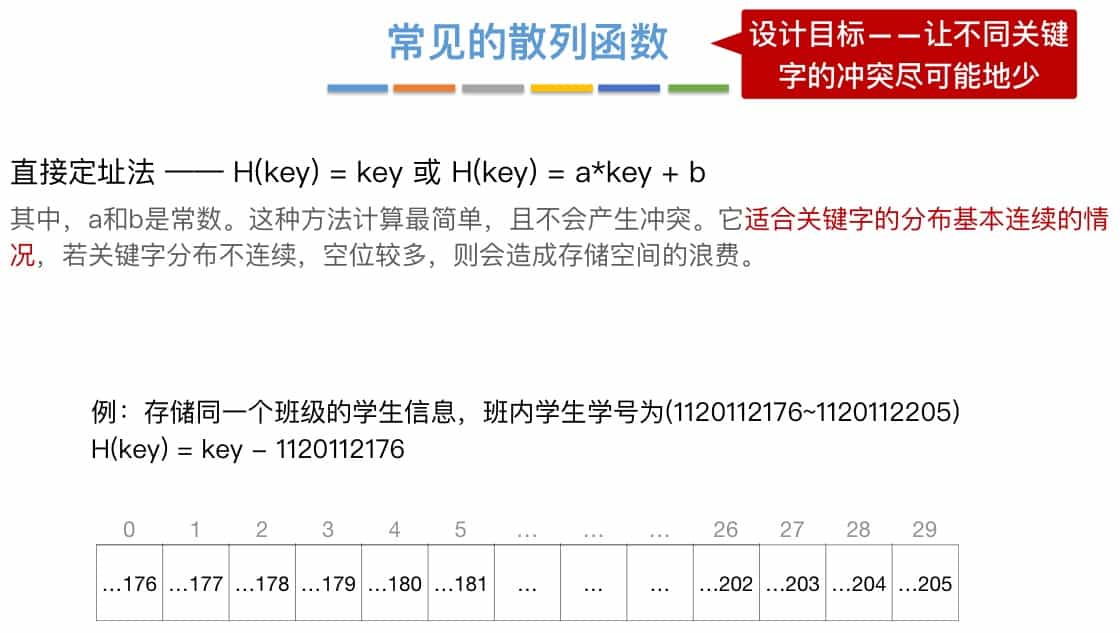 常见的散列函数
设计目标——让不同关键
字的冲突尽可能地少
直接定址法 —— H(key) = key 或 H(key) = a*key + b
其中，a和b是常数。这种方法计算最简单，且不会产生冲突。它适合关键字的分布基本连续的情
况，若关键字分布不连续，空位较多，则会造成存储空间的浪费。
例：存储同一个班级的学生信息，班内学生学号为(1120112176~1120112205)
H(key) = key – 1120112176
0 1 2 3 4 5 … … … 26 27 28 29
…176 …177 …178 …179 …180 …181 … … … …202 …203 …204 …205